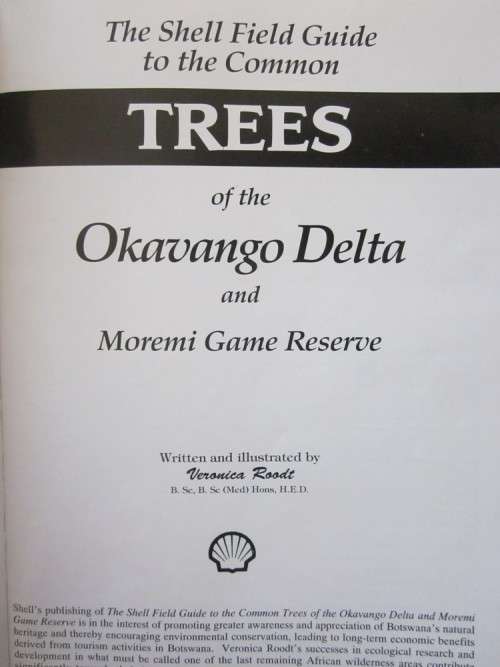 The Shell Field Guide
to the Common
TREES
of the
Okavango Delta
and
Moremi Game Reserve
Written and illustrated by
Veronica Roodt
B. Sc, B. Sc (Med) Hons, H.E.D.
Shell's publishing of The Shell Field Guide to the Common Trees of the Okavango Delta and Moremi
Game Reserve is in the interest of promoting greater awareness and appreciation of Botswana's natural
heritage and thereby encouraging environmental conservation, leading to long-term economic benefits
derived from tourism activities in Botswana. Veronica Roodt's successes in ecological research and
development in what must be called one of the last remaining African wilderness areas contribute